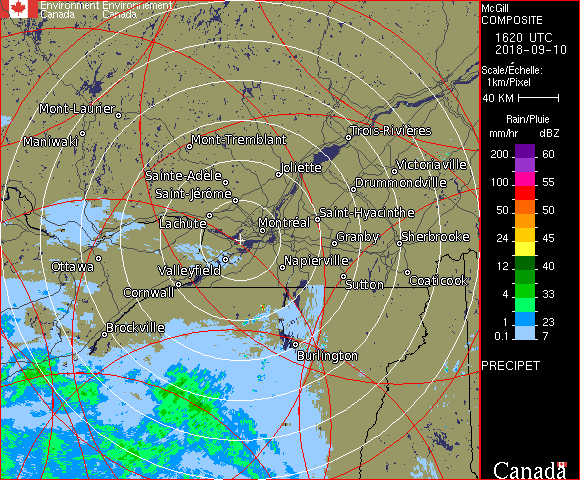 Environment Environnement
Canada Canada
McGill
COMPOSITE
1620 UTC
2018-09-10
Scale/Échelle:
1km/Pixel
40 KM
Rain/Pluie
mm/hr dBZ
200 60
150 55
100 55
50 50
24 45
12 40
4 33
1 23
0.1 7
PRECIPET
Canada
Mont-Laurier
Maniwaki
Mont-Tremblant
Trois-Rivières
Joliette
Victoriaville
Sainte-Adèle
Drummondville
Saint-Jérôme
Saint-Hyacinthe
Lachute
Montréal
Granby
Sherbrooke
Ottawa
Valleyfield
Napierville
Cornwall
Sutton
Coaticook
Brockville
Burlington